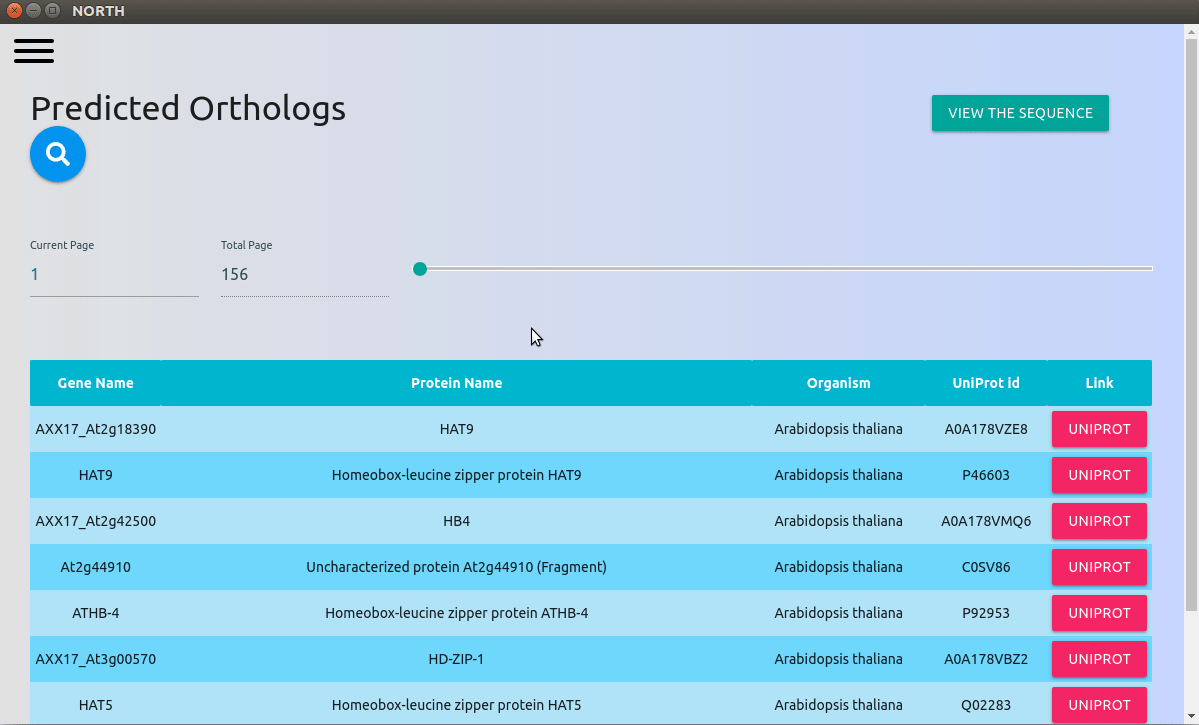 NORTH
Predicted Orthologs
VIEW THE SEQUENCE
Current Page Total Page
1 156
Gene Name Protein Name Organism UniProt id Link
AXX17_At2g18390 HAT9 Arabidopsis thaliana A0A178VZE8 UNIPROT
HAT9 Homeobox-leucine zipper protein HAT9 Arabidopsis thaliana P46603 UNIPROT
AXX17_At2g42500 HB4 Arabidopsis thaliana A0A178VMQ6 UNIPROT
At2g44910 Uncharacterized protein At2g44910 (Fragment) Arabidopsis thaliana C0SV86 UNIPROT
ATHB-4 Homeobox-leucine zipper protein ATHB-4 Arabidopsis thaliana P92953 UNIPROT
AXX17_At3g00570 HD-ZIP-1 Arabidopsis thaliana A0A178VBZ2 UNIPROT
HAT5 Homeobox-leucine zipper protein HAT5 Arabidopsis thaliana Q02283 UNIPROT